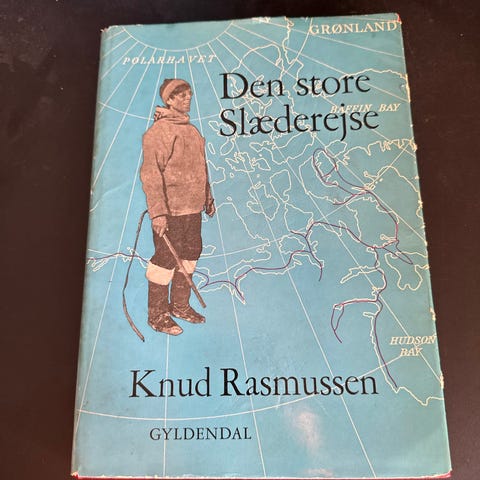 GRØNLAND
POLARHAVET
Den store
BAFFIN BAY
Slæderejse
HUDSON
BAY
Knud Rasmussen
GYLDENDAL